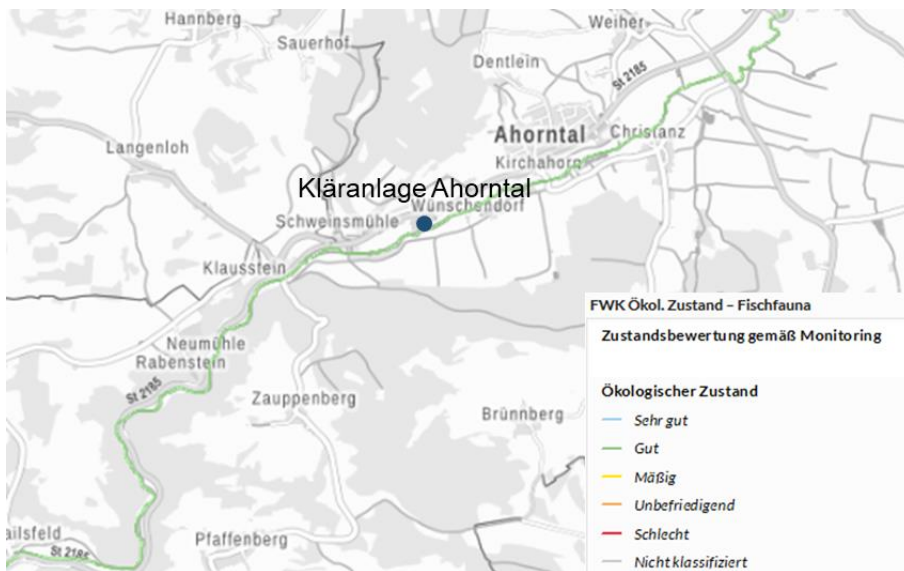 Hannberg
Sauerhof
Weiher
Dentlein
St 2185
Ahorntal
Christanz
Kirchahorn
Langenloh
Kläranlage Ahorntal
Wünschendorf
Schweinsmühle
Klausstein
Neumühle
Rabenstein
St 2185
Zauppenberg
Brünnberg
ailsfeld
St 2185
Pfaffenberg
FWK Ökol. Zustand – Fischfauna
Zustandsbewertung gemäß Monitoring
Ökologischer Zustand
Sehr gut
Gut
Mäßig
Unbefriedigend
Schlecht
Nicht klassifiziert